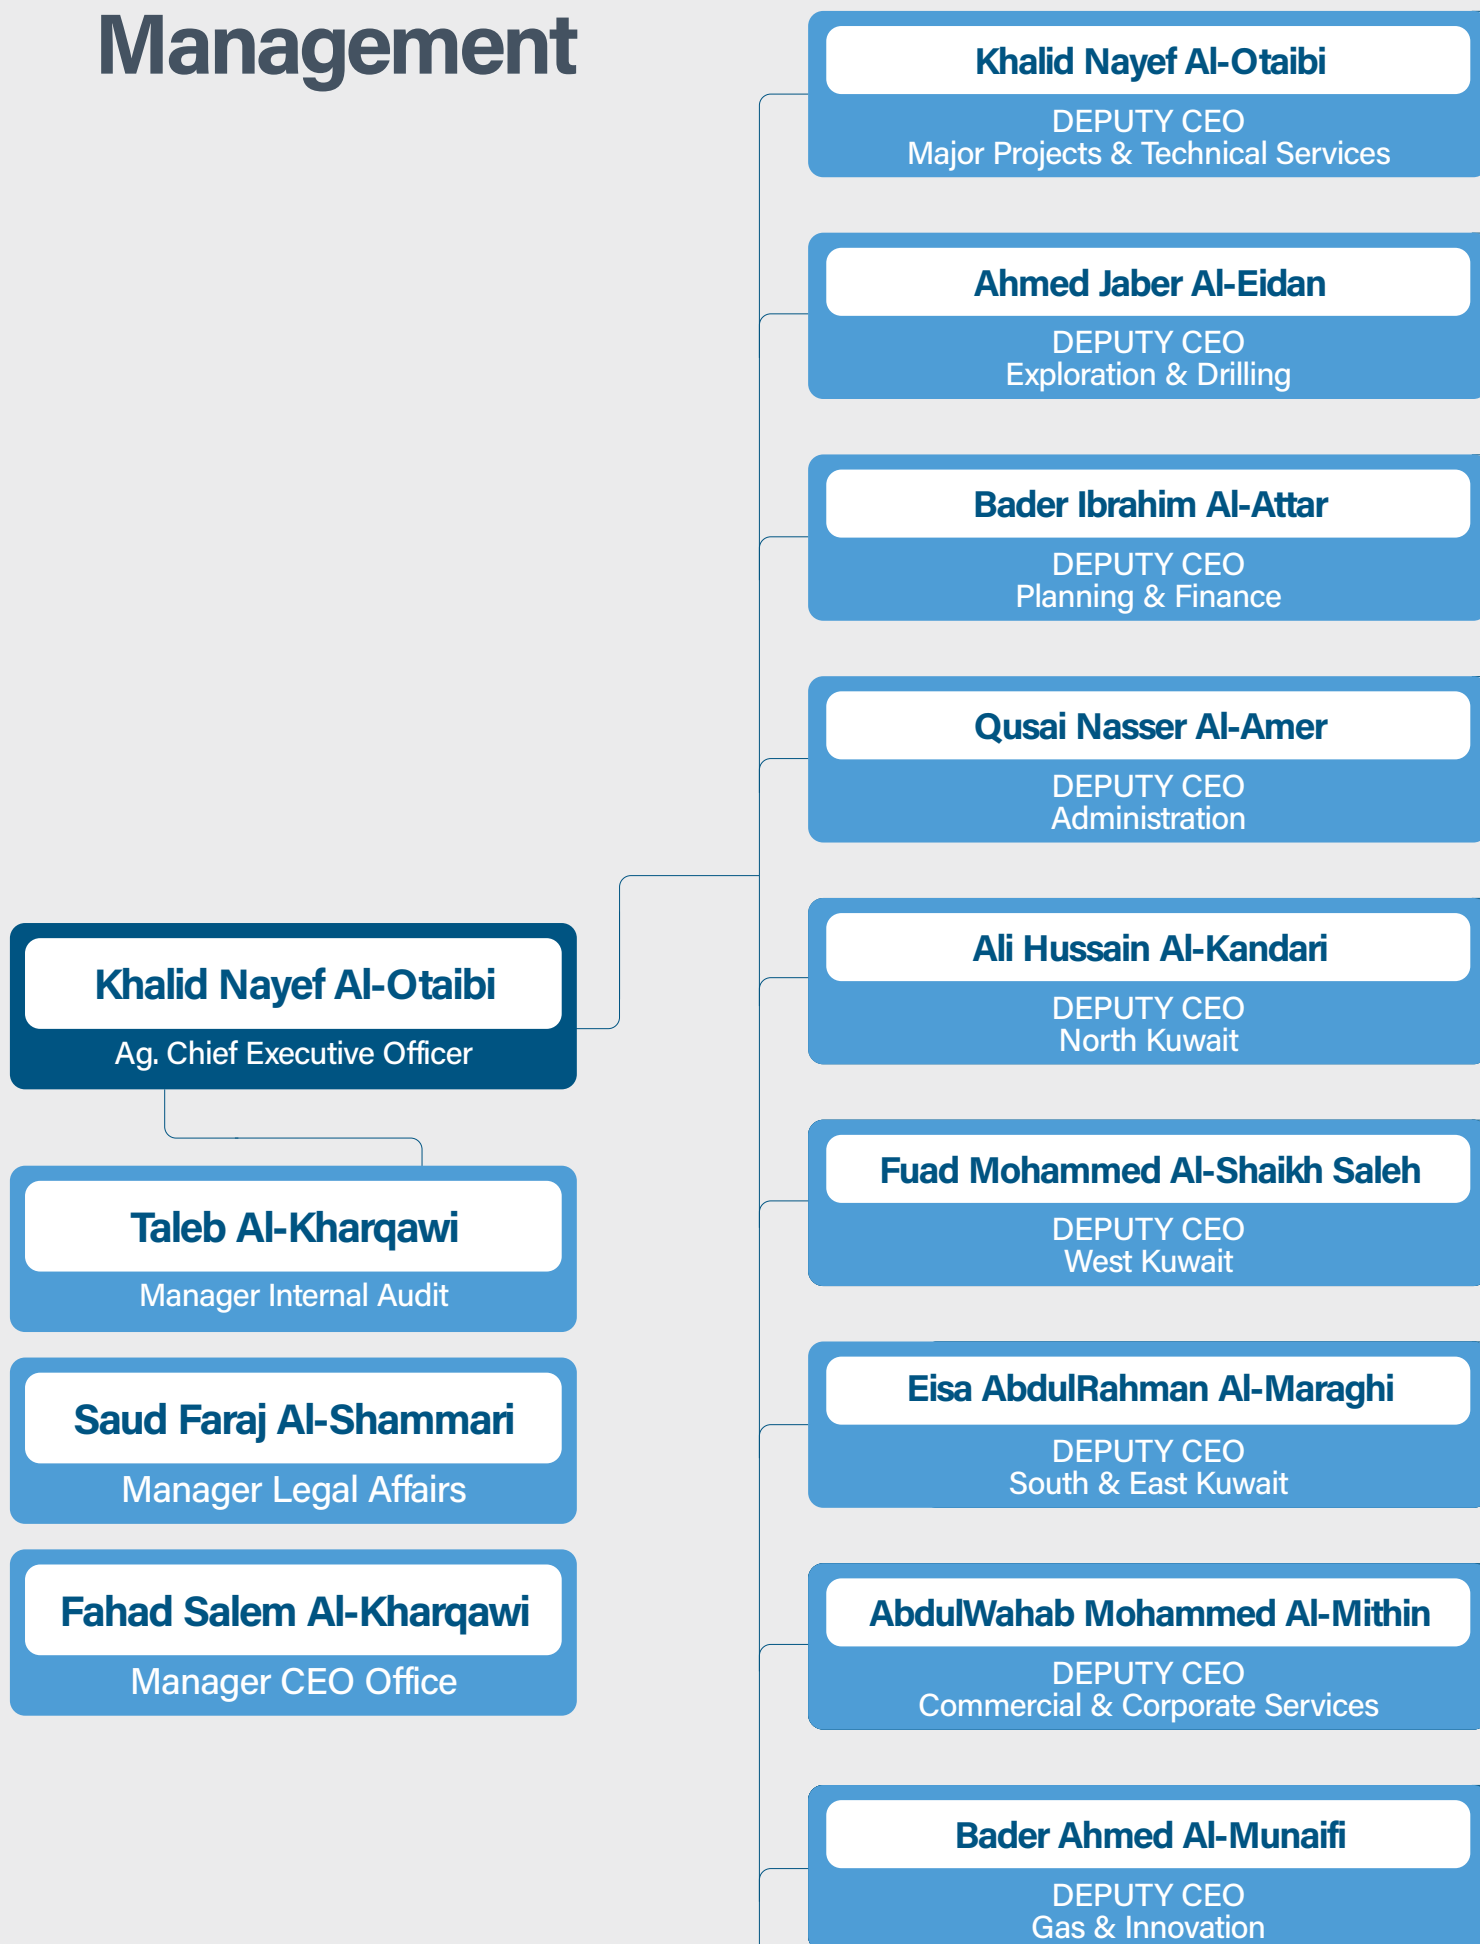 Management
Khalid Nayef Al-Otaibi
Ag. Chief Executive Officer
Taleb Al-Kharqawi
Manager Internal Audit
Saud Faraj Al-Shammari
Manager Legal Affairs
Fahad Salem Al-Kharqawi
Manager CEO Office
Khalid Nayef Al-Otaibi
DEPUTY CEO
Major Projects & Technical Services
Ahmed Jaber Al-Eidan
DEPUTY CEO
Exploration & Drilling
Bader Ibrahim Al-Attar
DEPUTY CEO
Planning & Finance
Qusai Nasser Al-Amer
DEPUTY CEO
Administration
Ali Hussain Al-Kandari
DEPUTY CEO
North Kuwait
Fuad Mohammed Al-Shaikh Saleh
DEPUTY CEO
West Kuwait
Eisa AbdulRahman Al-Maraghi
DEPUTY CEO
South & East Kuwait
AbdulWahab Mohammed Al-Mithin
DEPUTY CEO
Commercial & Corporate Services
Bader Ahmed Al-Munaifi
DEPUTY CEO
Gas & Innovation